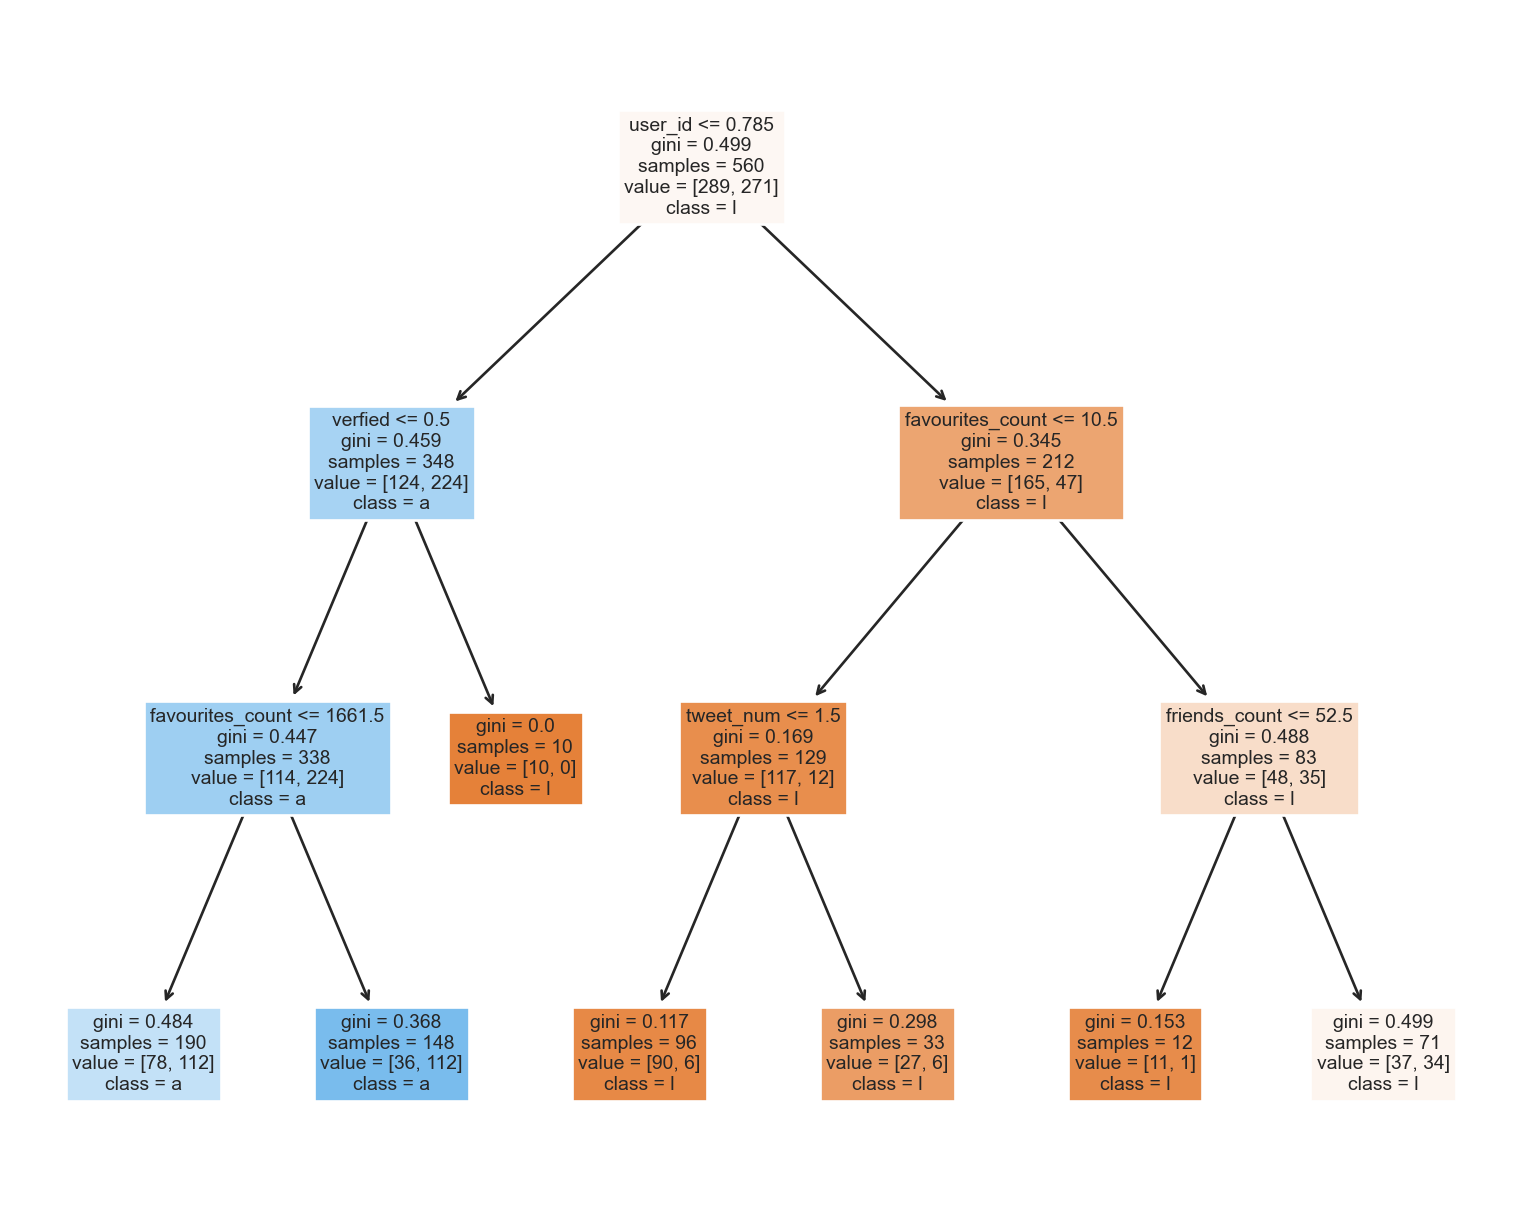 user_id <= 0.785
gini = 0.499
samples = 560
value = [289, 271]
class = l
verfied <= 0.5
gini = 0.459
samples = 348
value = [124, 224]
class = a
favourites_count <= 10.5
gini = 0.345
samples = 212
value = [165, 47]
class = l
favourites_count <= 1661.5
gini = 0.447
samples = 338
value = [114, 224]
class = a
gini = 0.0
samples = 10
value = [10, 0]
class = l
tweet_num <= 1.5
gini = 0.169
samples = 129
value = [117, 12]
class = l
friends_count <= 52.5
gini = 0.488
samples = 83
value = [48, 35]
class = l
gini = 0.484
samples = 190
value = [78, 112]
class = a
gini = 0.368
samples = 148
value = [36, 112]
class = a
gini = 0.117
samples = 96
value = [90, 6]
class = l
gini = 0.298
samples = 33
value = [27, 6]
class = l
gini = 0.153
samples = 12
value = [11, 1]
class = l
gini = 0.499
samples = 71
value = [37, 34]
class = l